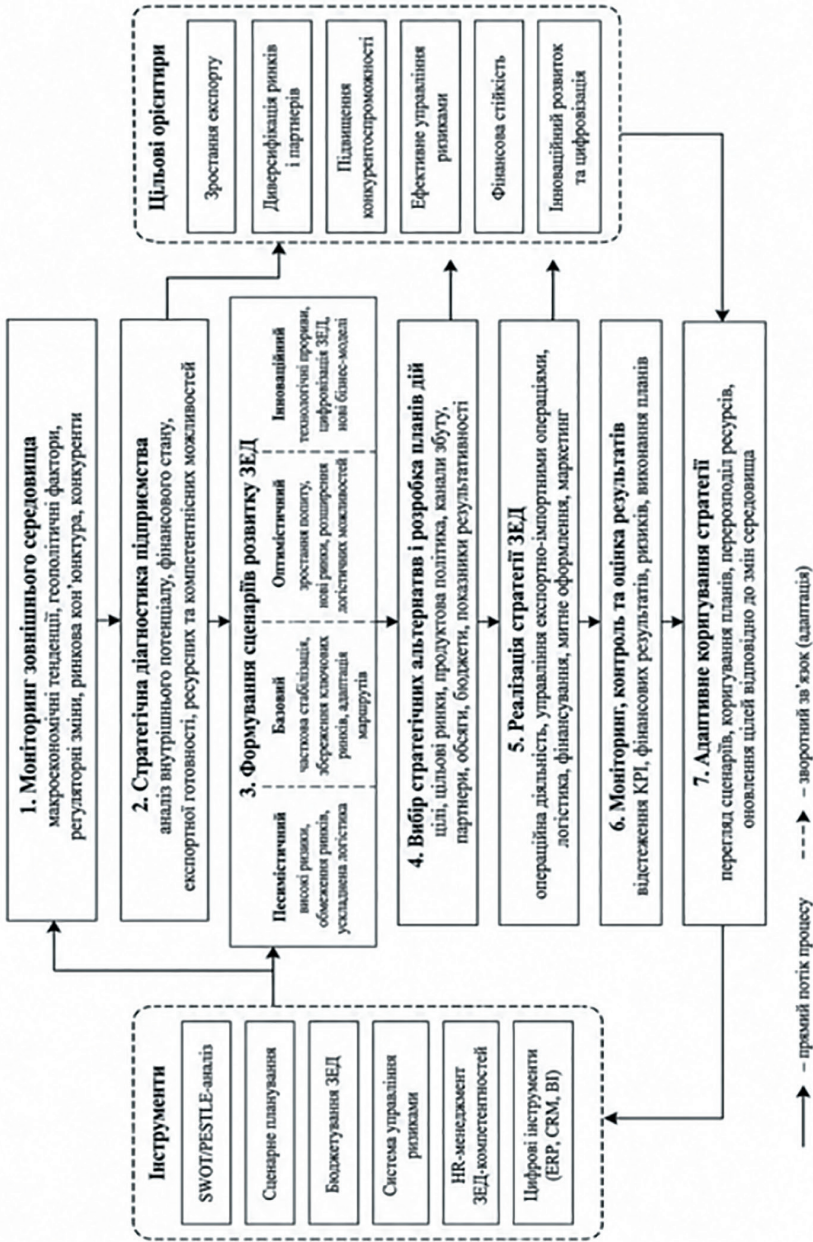 Інструменти
SWOT/PESTLE-аналіз
Сценарне планування
Бюджетування ЗЕД
Система управління
ризиками
HR-менеджмент
ЗЕД-компетентностей
Цифрові інструменти
(ERP, CRM, BI)
1. Моніторинг зовнішнього середовища
макроекономічні тенденції, геополітичні фактори,
регуляторні зміни, ринкова кон’юнктура, конкуренти
2. Стратегічна діагностика підприємства
аналіз внутрішнього потенціалу, фінансового стану,
експортної готовності, ресурсних та компетентнісних можливостей
3. Формування сценаріїв розвитку ЗЕД
Песимістичний
високі ризики,
обмеження ринків,
ускладнена логістика
Базовий
часткова стабілізація,
збереження ключових
ринків, адаптація
маршрутів
Оптимістичний
зростання попиту,
нові ринки, розширення
логістичних можливостей
Інноваційний
технологічні прориви,
цифровізація ЗЕД,
нові бізнес-моделі
4. Вибір стратегічних альтернатив і розробка планів дій
цілі, цільові ринки, продуктова політика, канали збуту,
партнери, обсяги, бюджети, показники результативності
5. Реалізація стратегії ЗЕД
операційна діяльність, управління експортно-імпортними операціями,
логістика, фінансування, митне оформлення, маркетинг
6. Моніторинг, контроль та оцінка результатів
відстеження KPI, фінансових результатів, ризиків, виконання планів
7. Адаптивне коригування стратегії
перегляд сценаріїв, коригування планів, перерозподіл ресурсів,
оновлення цілей відповідно до змін середовища
Цільові орієнтири
Зростання експорту
Диверсифікація ринків
і партнерів
Підвищення
конкурентоспроможності
Ефективне управління
ризиками
Фінансова стійкість
Інноваційний розвиток
та цифровізація
– прямий потік процесу
– зворотний зв’язок (адаптація)